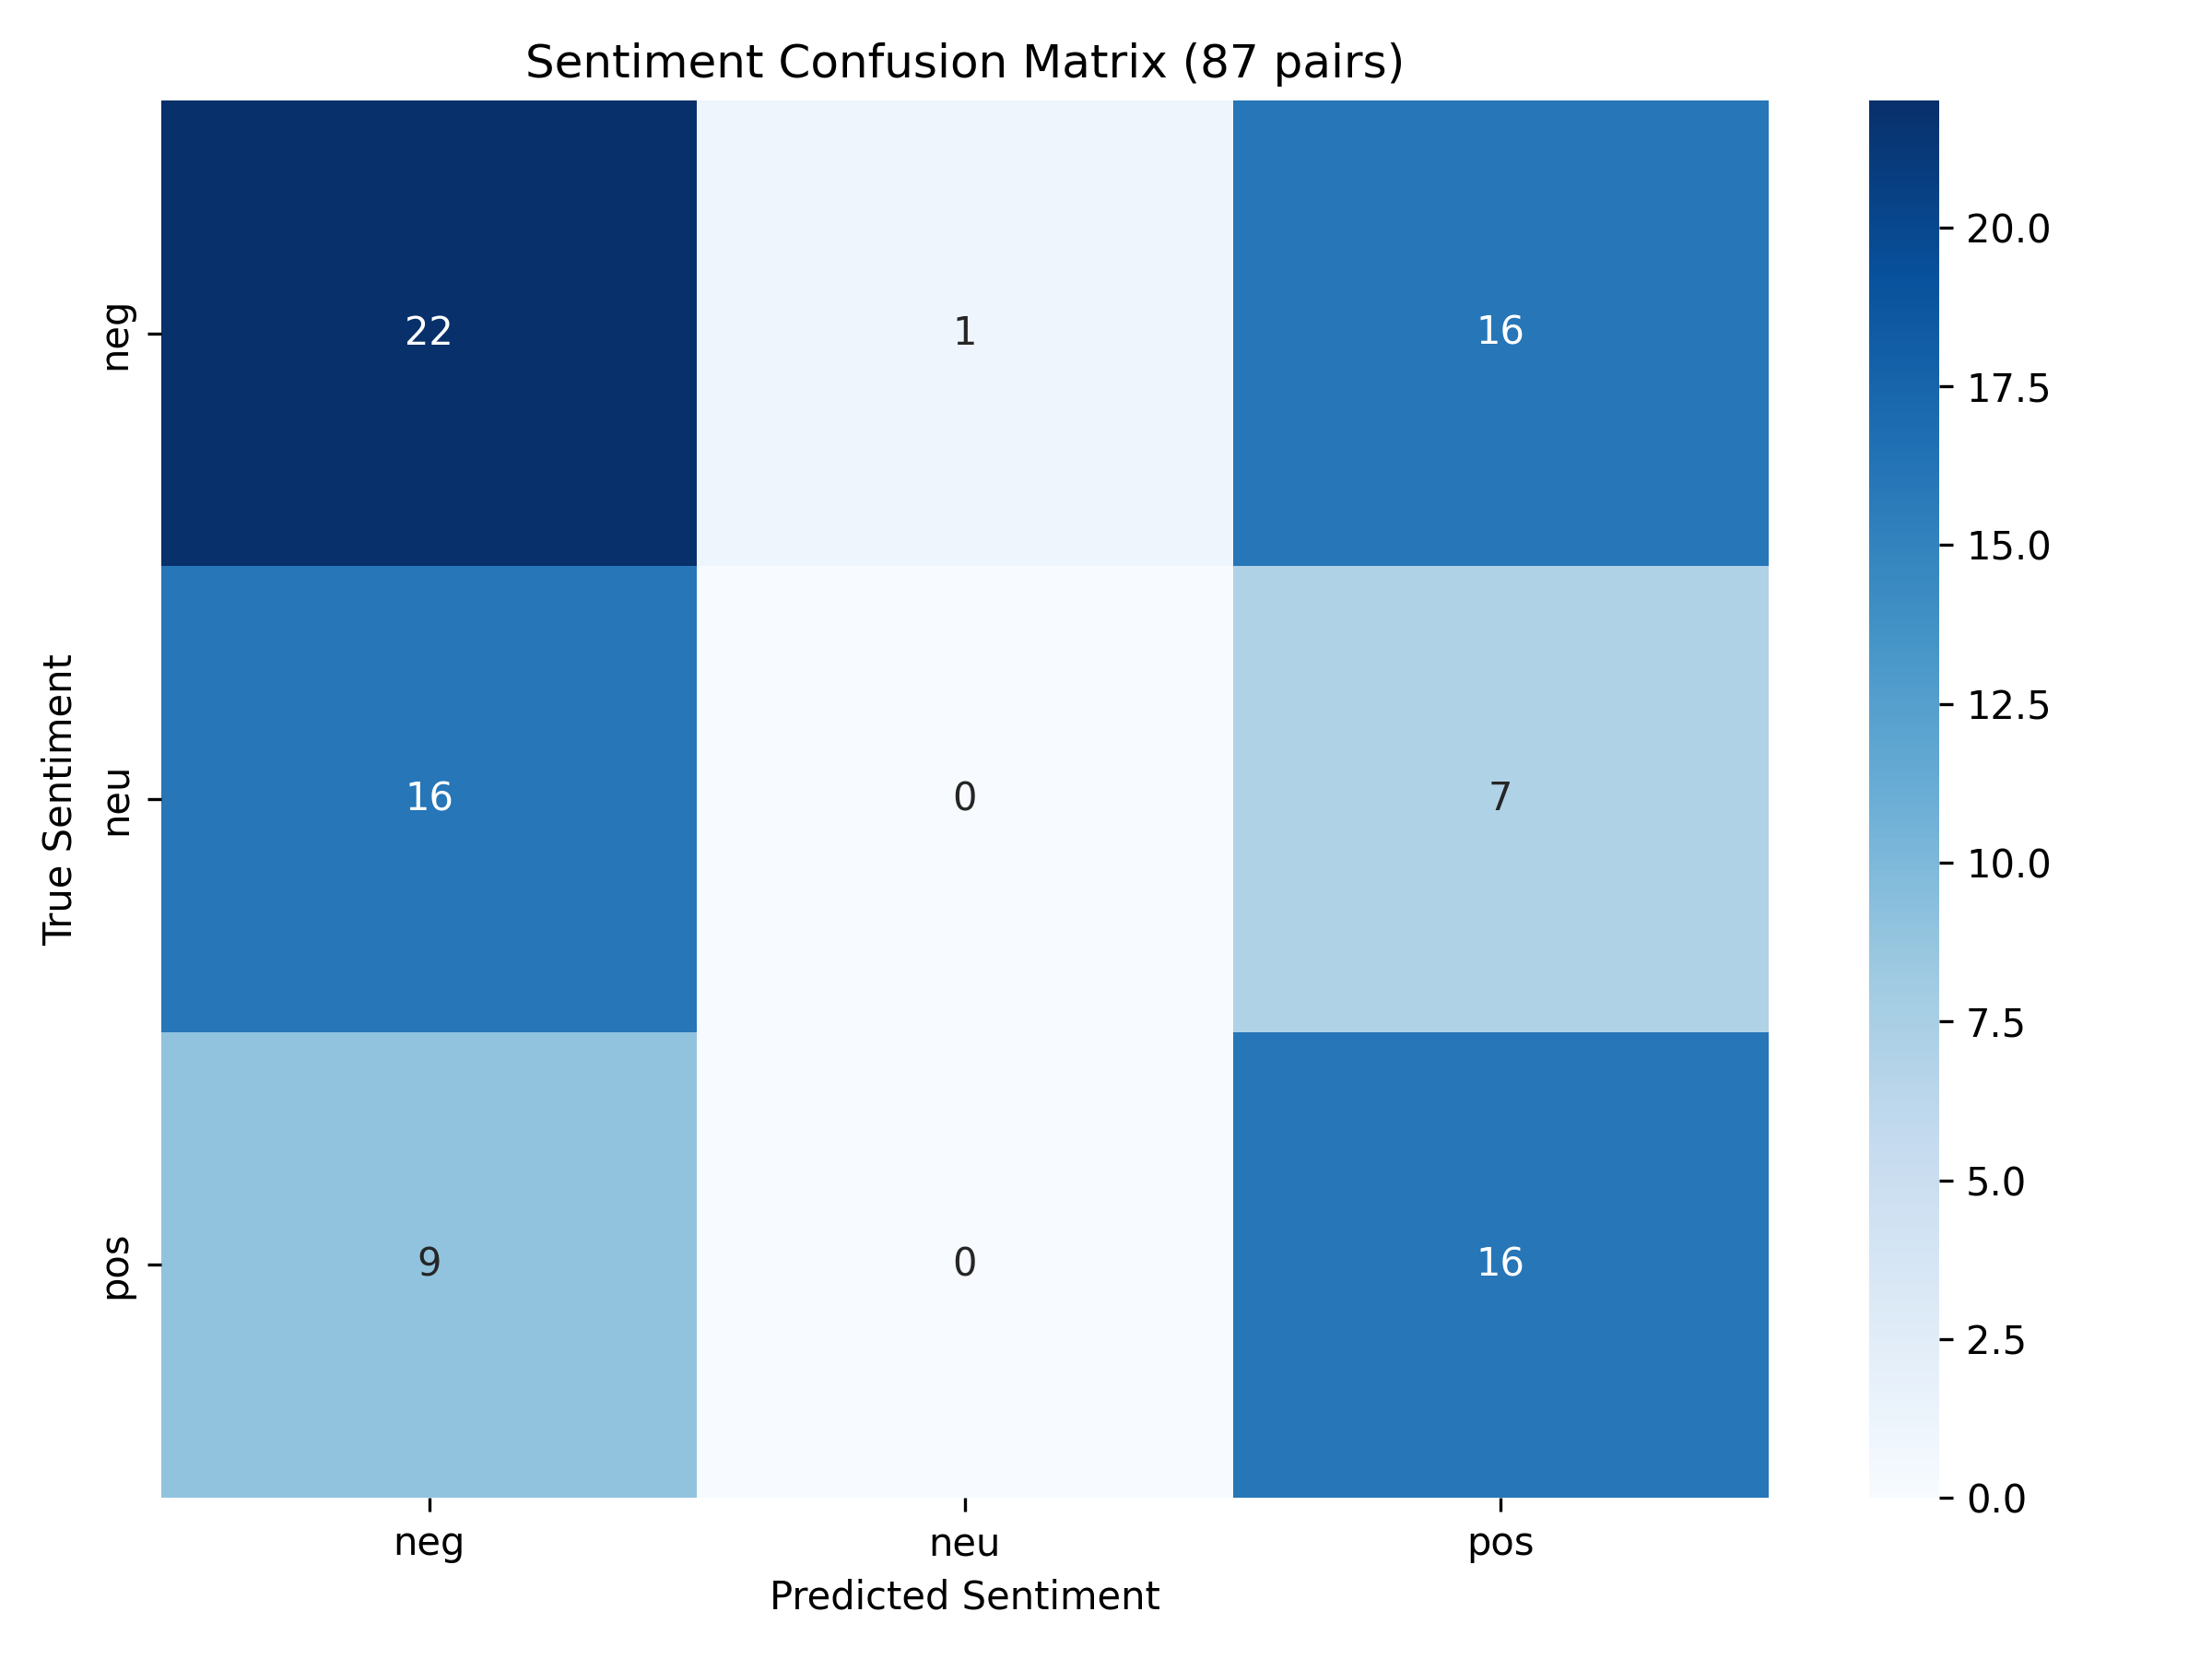 Sentiment Confusion Matrix (87 pairs)
True Sentiment
neg
22
1
16
neu
16
0
7
pos
9
0
16
neg
neu
pos
Predicted Sentiment
20.0
17.5
15.0
12.5
10.0
7.5
5.0
2.5
0.0